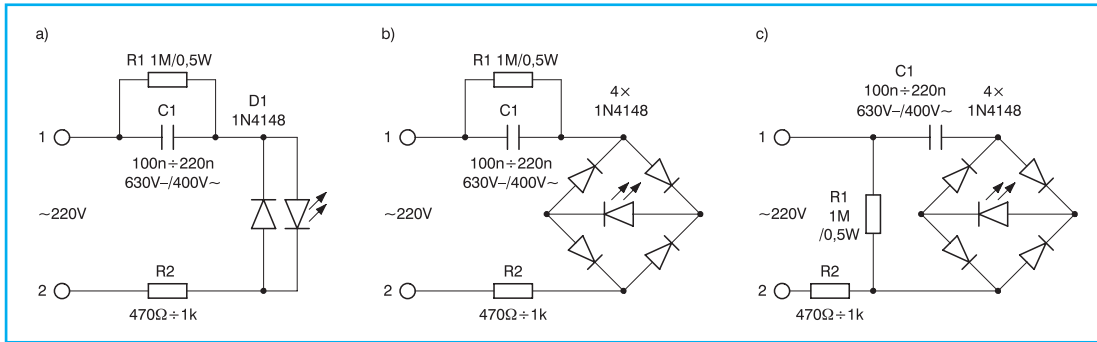 a)
R1 1M/0,5W
D1
1N4148
C1
1
100n÷220n
630V–/400V~
~220V
R2
2
470Ω÷1k
b)
R1 1M/0,5W
4×
1N4148
C1
1
100n÷220n
630V–/400V~
~220V
R2
2
470Ω÷1k
c)
C1
100n÷220n
630V–/400V~
4×
1N4148
1
R1
1M
/0,5W
~220V
R2
2
470Ω÷1k